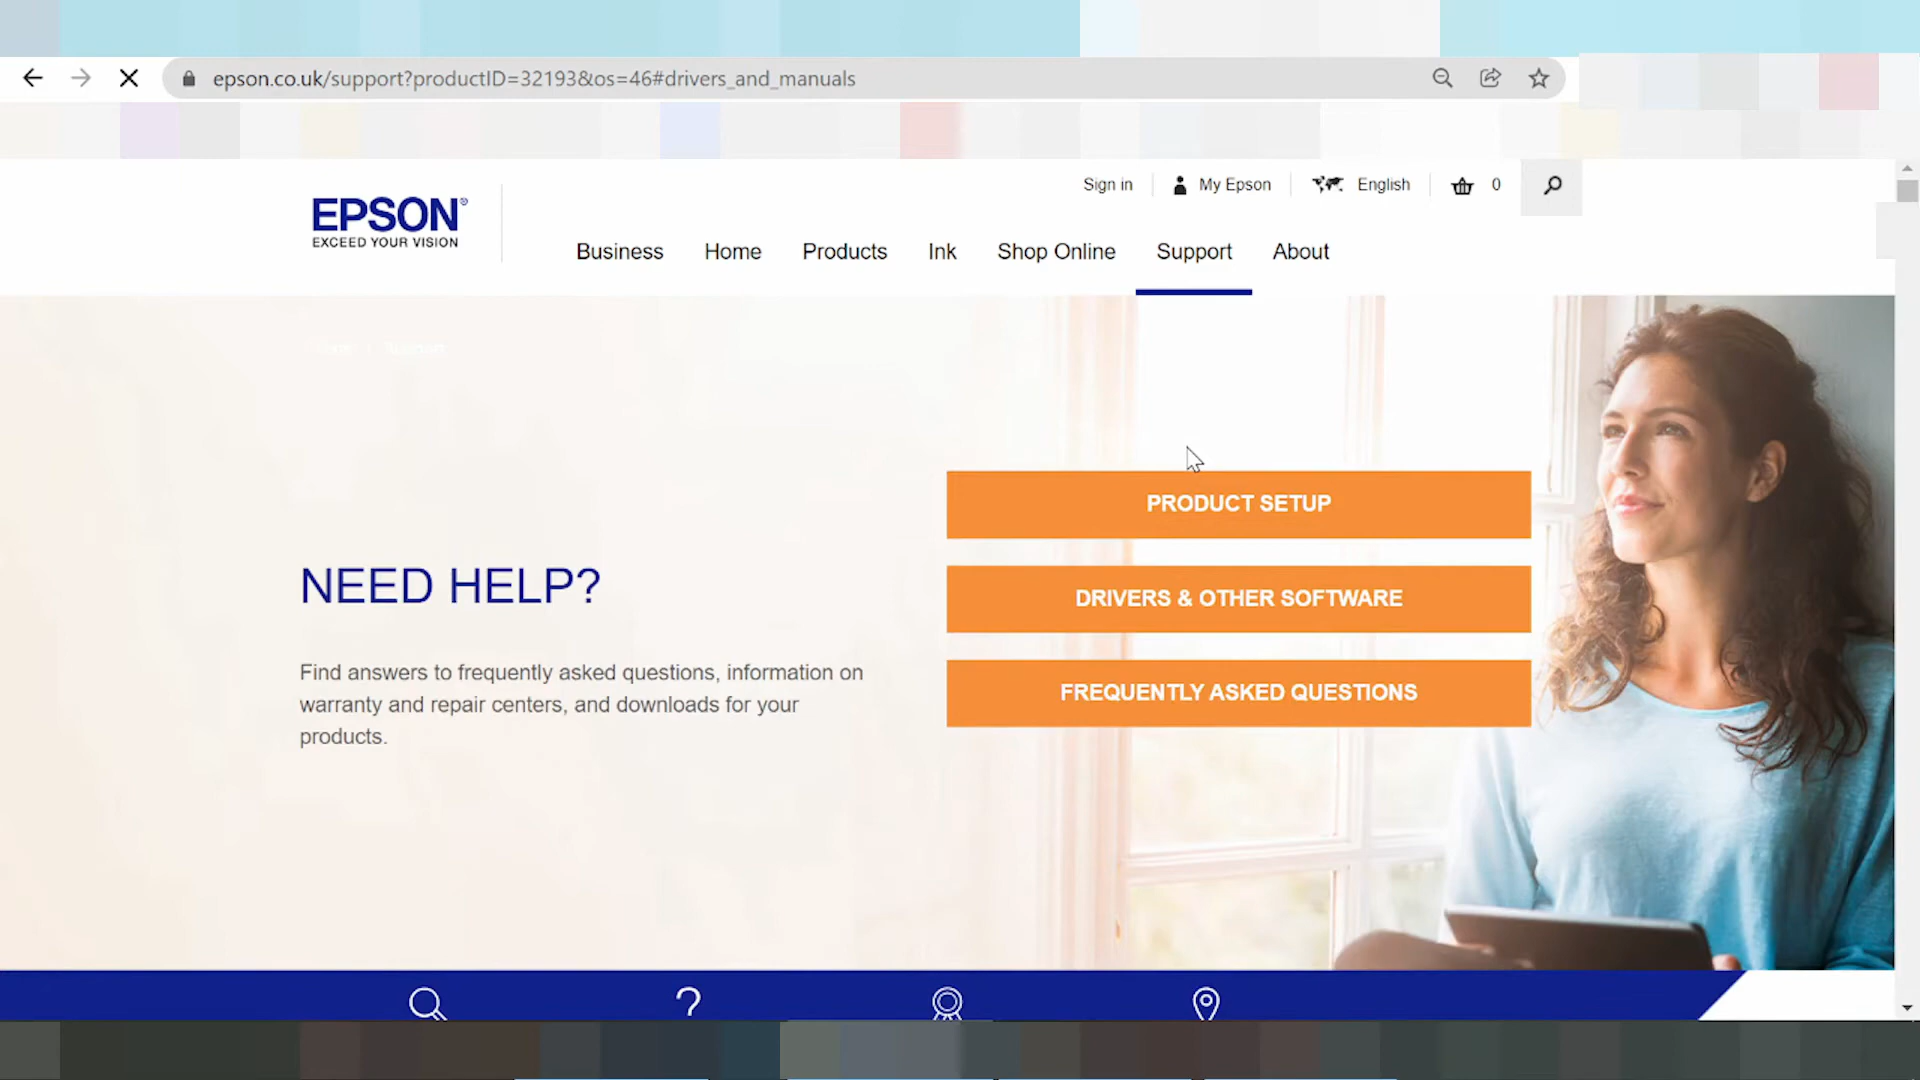 epson.co.uk/support?productID=32193&os=46#drivers_and_manuals
Sign in
My Epson
English
0
EPSON®
EXCEED YOUR VISION
Business
Home
Products
Ink
Shop Online
Support
About
PRODUCT SETUP
NEED HELP?
DRIVERS & OTHER SOFTWARE
Find answers to frequently asked questions, information on
warranty and repair centers, and downloads for your
products.
FREQUENTLY ASKED QUESTIONS